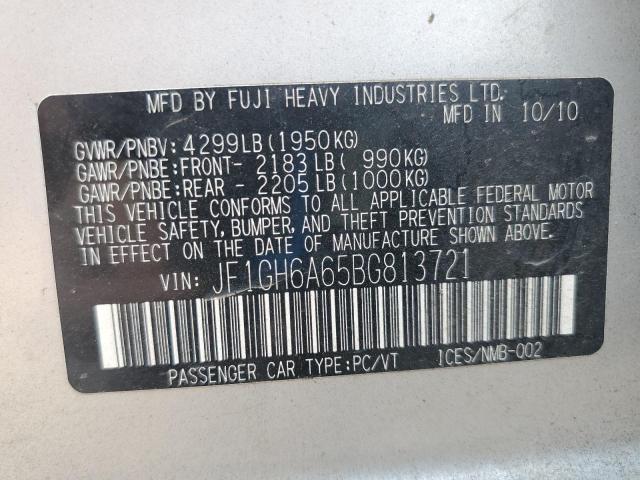 MFD BY FUJI HEAVY INDUSTRIES LTD.
MFD IN 10/10
GVWR/PNBV: 4299LB(1950KG)
GAWR/PNBE:FRONT- 2183LB( 990KG)
GAWR/PNBE:REAR - 2205LB(1000KG)
THIS VEHICLE CONFORMS TO ALL APPLICABLE FEDERAL MOTOR
VEHICLE SAFETY, BUMPER, AND THEFT PREVENTION STANDARDS
IN EFFECT ON THE DATE OF MANUFACTURE SHOWN ABOVE.
VIN: JF1GH6A65BG813721
PASSENGER CAR TYPE:PC/VT ICES/NMB-002